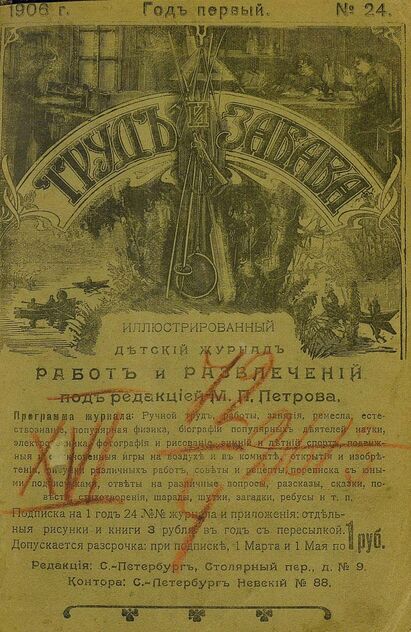 1906 г. Годъ первый. № 24.
ТРУДЪ И ЗАБАВА
ИЛЛЮСТРИРОВАННЫЙ
ДѢТСКІЙ ЖУРНАЛЪ
РАБОТЪ и РАЗВЛЕЧЕНІЙ
подъ редакціей М. П. Петрова.
Программа журнала: Ручной трудъ, работы, занятія, ремесла, есте-
ствознаніе, популярная физика, біографіи популярныхъ дѣятелей науки,
фотографія и рисованіе, зимній и лѣтній спортъ, подвиж-
ныя игры на воздухѣ и въ комнатѣ, открытія и изобрѣ-
тенія различныхъ работъ, совѣты и переписка съ юны-
ми отвѣты на различные вопросы, разсказы, сказки, по-
вѣсти, стихотворенія, шарады, шутки, загадки, ребусы и т. п.
Подписка на 1 годъ 24 №№ журнала и приложенія: отдѣль-
ныя рисунки и книги 3 рубля въ годъ съ пересылкой.
Допускается разсрочка: при подпискѣ, 1 Марта и 1 Мая по 1 руб.
Редакція: С.-Петербургъ, Столярный пер., д. № 9.
Контора: С.-Петербургъ Невскій № 88.